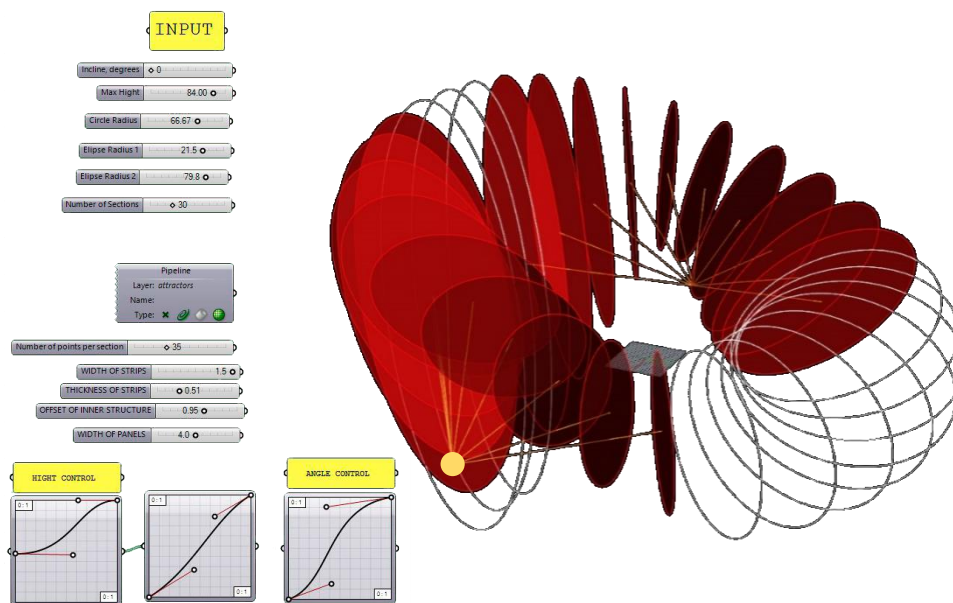 INPUT
Incline, degrees 0
Max Hight 84.00
Circle Radius 66.67
Elipse Radius 1 21.5
Elipse Radius 2 79.8
Number of Sections 30
Pipeline
Layer: attractors
Name:
Type:
Number of points per section 35
WIDTH OF STRIPS: 1.5
THICKNESS OF STRIPS 0.51
OFFSET OF INNER STRUCTURE 0.95
WIDTH OF PANELS 4.0
HIGHT CONTROL
ANGLE CONTROL
0:1
0:1
0:1
0:1
0:1
0:1